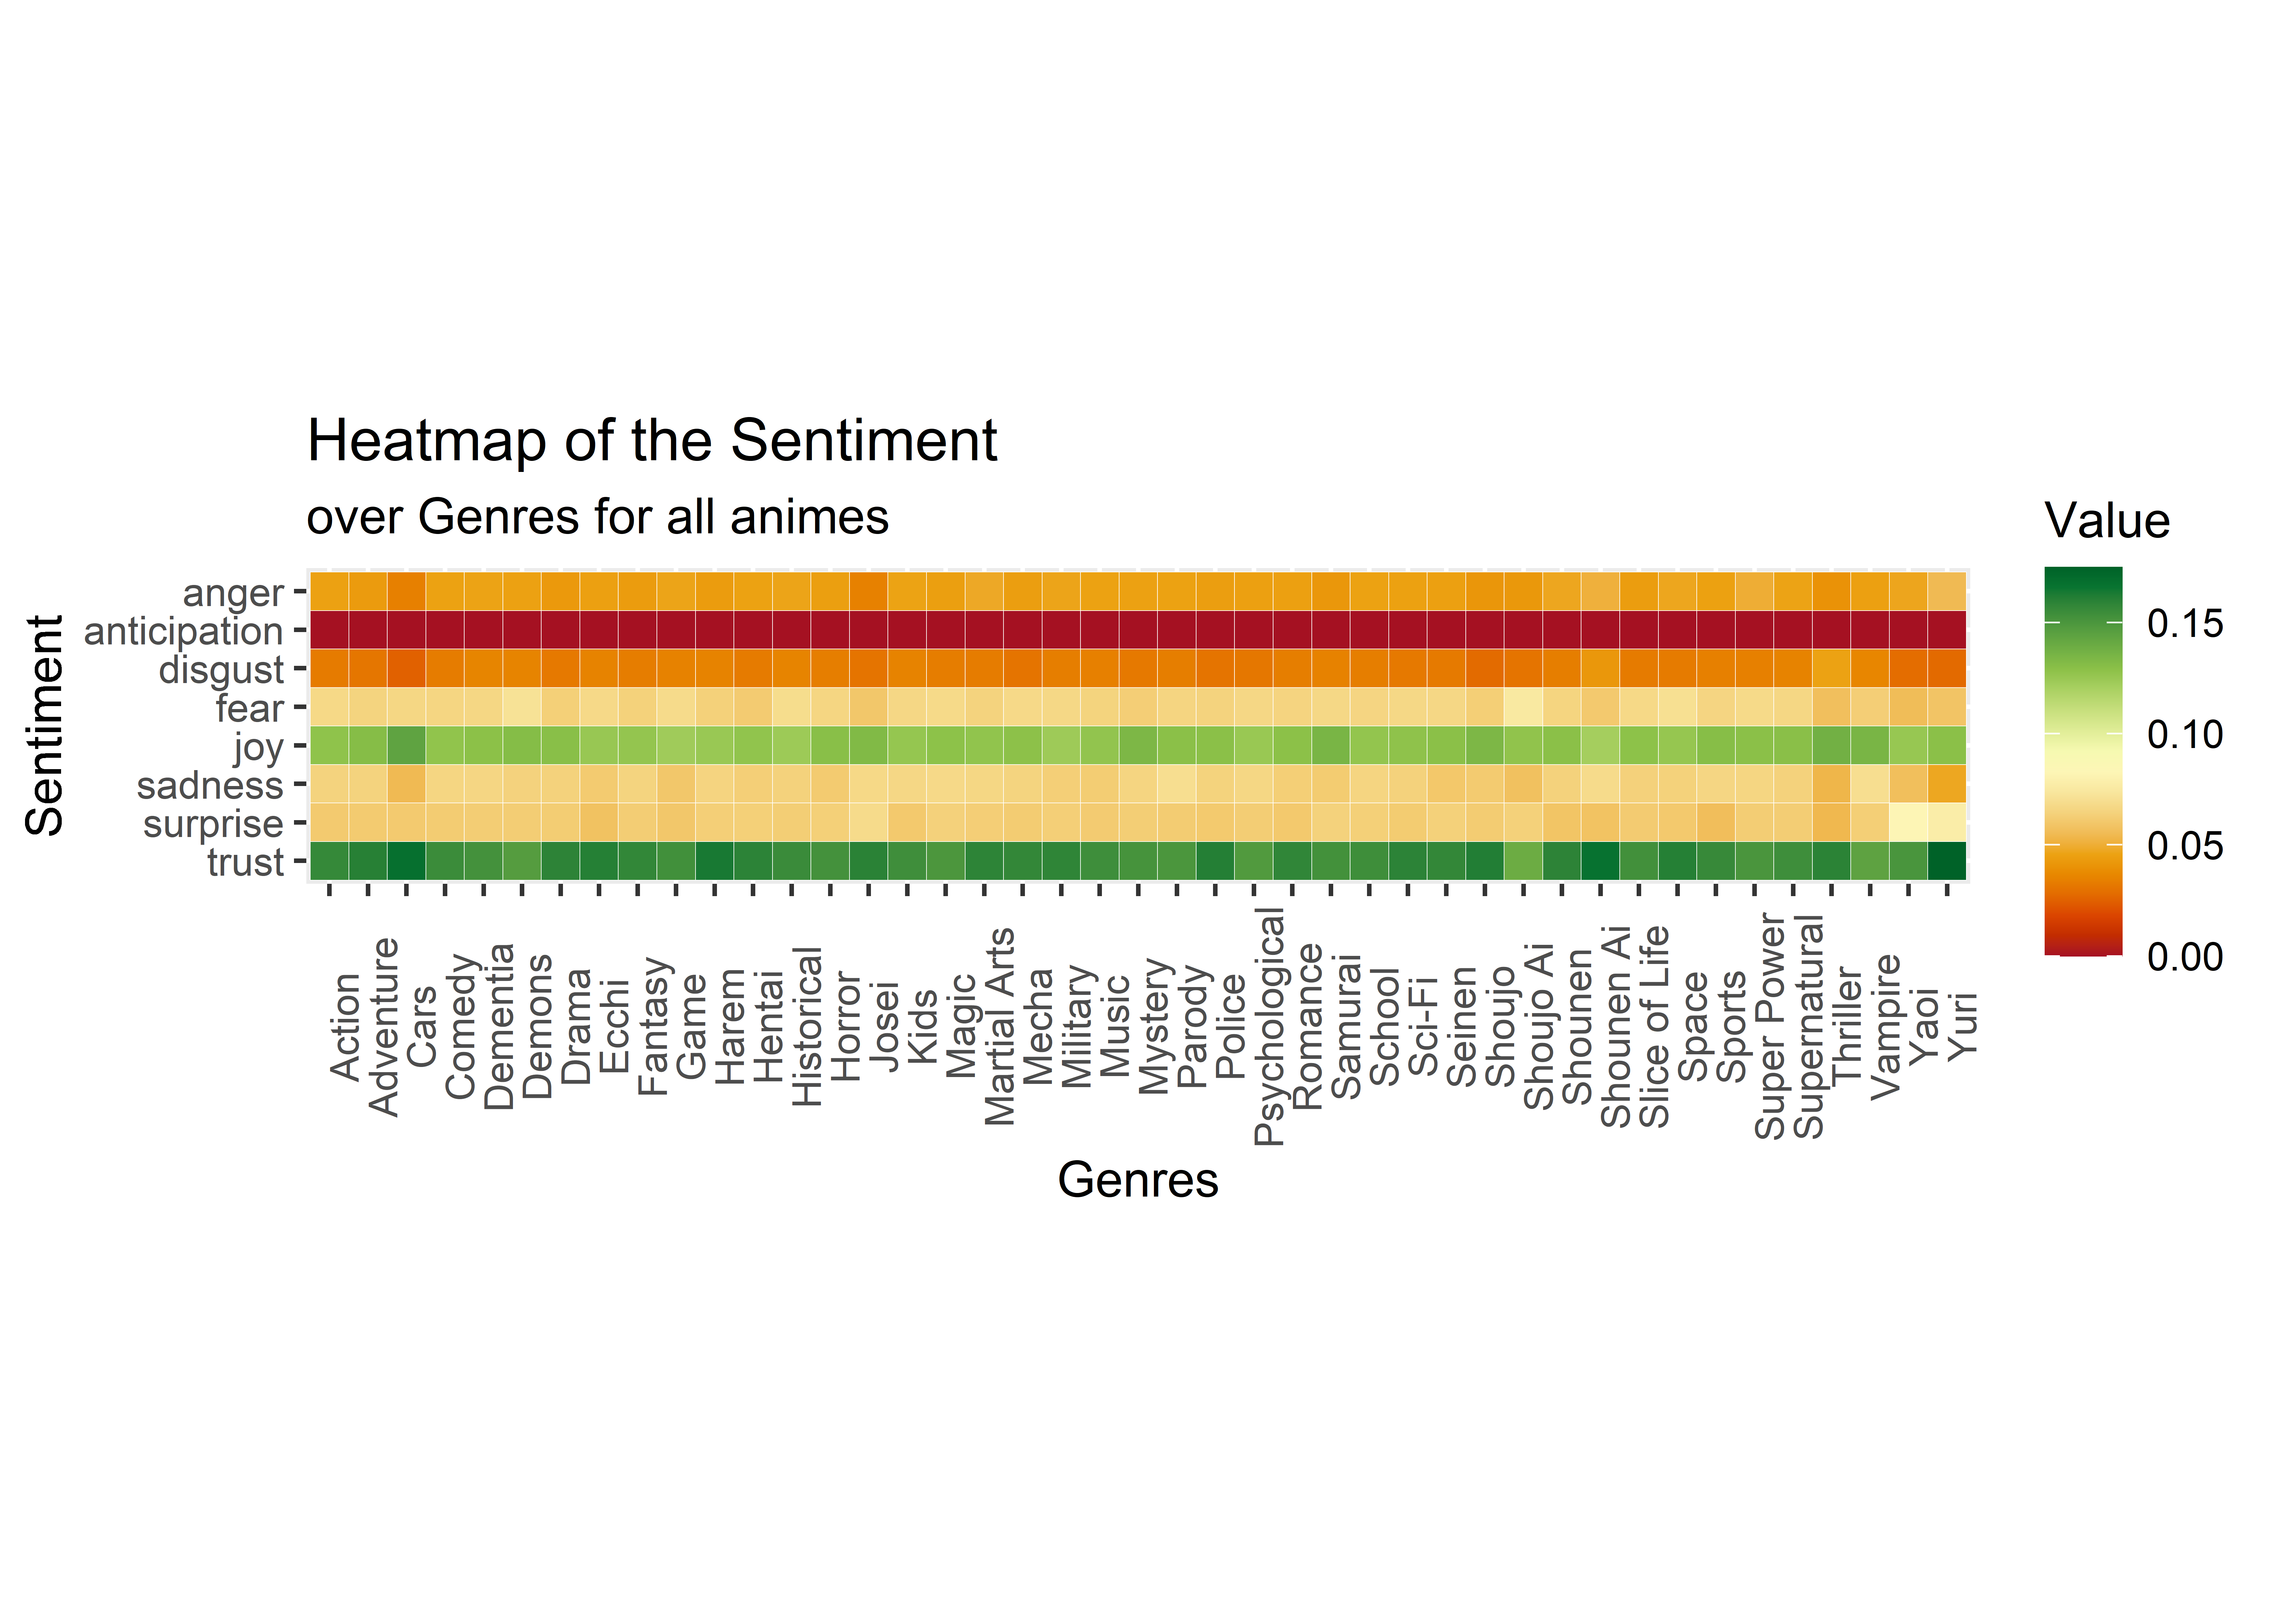 Heatmap of the Sentiment
over Genres for all animes
Sentiment
anger
anticipation
disgust
fear
joy
sadness
surprise
trust
Action
Adventure
Cars
Comedy
Dementia
Demons
Drama
Ecchi
Fantasy
Game
Harem
Hentai
Historical
Horror
Josei
Kids
Magic
Martial Arts
Mecha
Military
Music
Mystery
Parody
Police
Psychological
Romance
Samurai
School
Sci-Fi
Seinen
Shoujo
Shoujo Ai
Shounen
Shounen Ai
Slice of Life
Space
Sports
Super Power
Supernatural
Thriller
Vampire
Yaoi
Yuri
Genres
Value
0.15
0.10
0.05
0.00